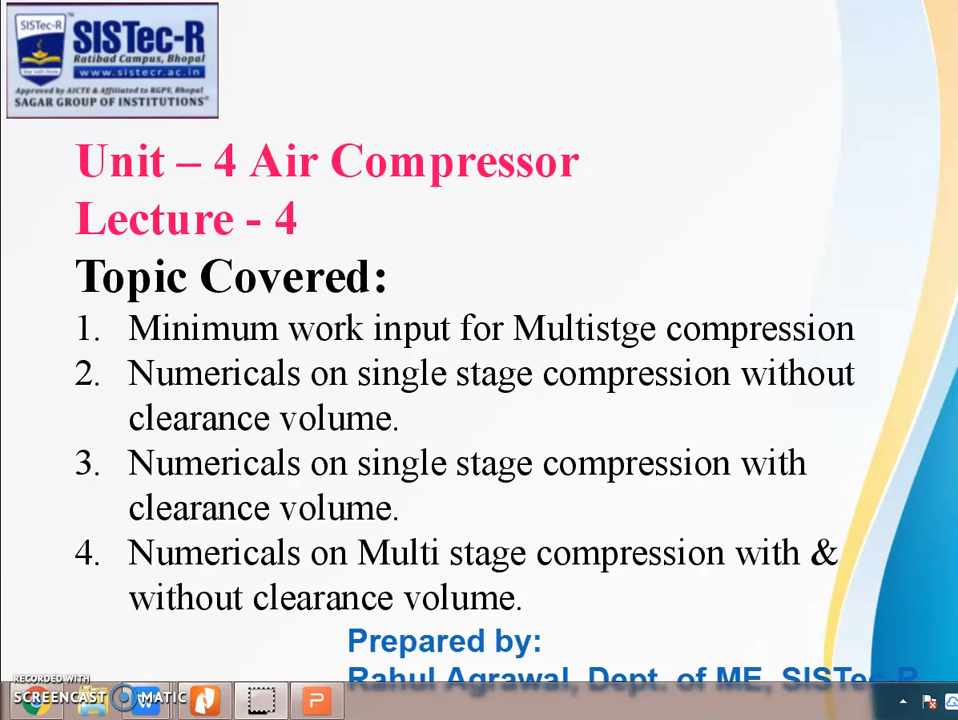 SISTec-R
SISTec-R
Ratibad Campus, Bhopal
www.sistecr.ac.in
Approved by AICTE & Affiliated to RGPV, Bhopal
SAGAR GROUP OF INSTITUTIONS®
Unit – 4 Air Compressor
Lecture - 4
Topic Covered:
1. Minimum work input for Multistge compression
2. Numericals on single stage compression without
clearance volume.
3. Numericals on single stage compression with
clearance volume.
4. Numericals on Multi stage compression with &
without clearance volume.
Prepared by:
Rahul Agrawal, Dept. of ME, SISTec-R
RECORDED WITH
SCREENCAST MATIC